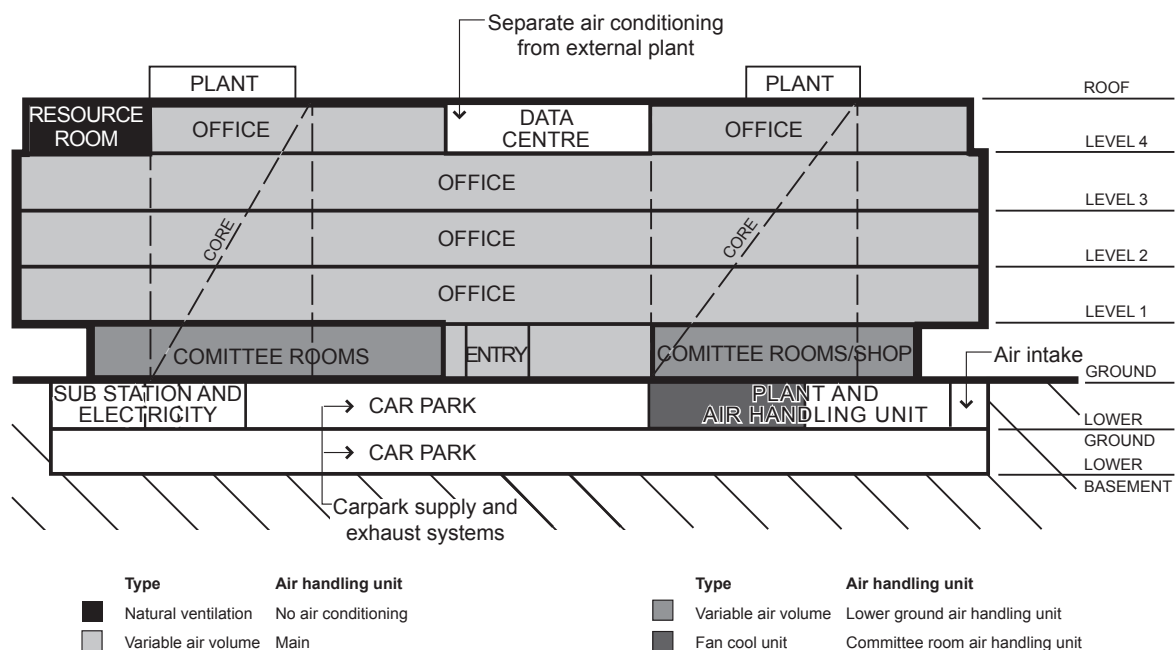 Separate air conditioning
from external plant
PLANT
PLANT
ROOF
RESOURCE
ROOM
OFFICE
DATA
CENTRE
OFFICE
LEVEL 4
OFFICE
LEVEL 3
CORE
OFFICE
CORE
LEVEL 2
OFFICE
LEVEL 1
COMITTEE ROOMS
ENTRY
COMITTEE ROOMS/SHOP
Air intake
GROUND
SUB STATION AND
ELECTRICITY
CAR PARK
PLANT AND
AIR HANDLING UNIT
LOWER
GROUND
CAR PARK
LOWER
BASEMENT
Carpark supply and
exhaust systems
Type Air handling unit
Natural ventilation No air conditioning
Variable air volume Main
Type Air handling unit
Variable air volume Lower ground air handling unit
Fan cool unit Committee room air handling unit